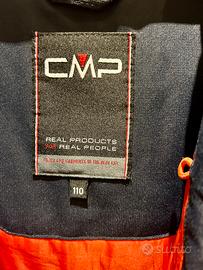 CMP
REAL PRODUCTS
FOR REAL PEOPLE
110
subito